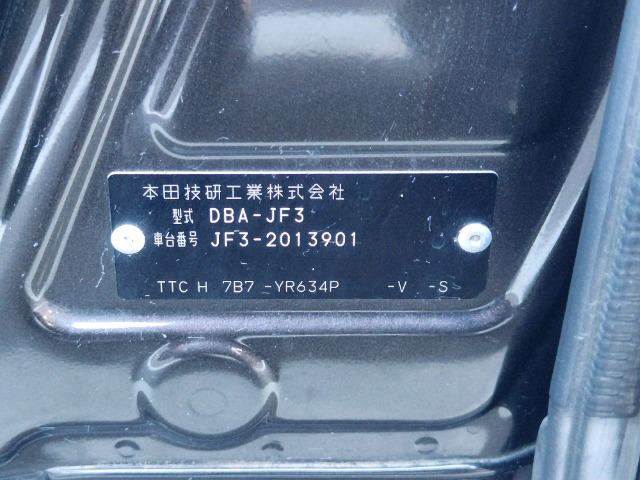 本田技研工業株式会社
型式 DBA-JF3
車台番号 JF3-2013901
TTC H 7B7 -YR634P -V -S